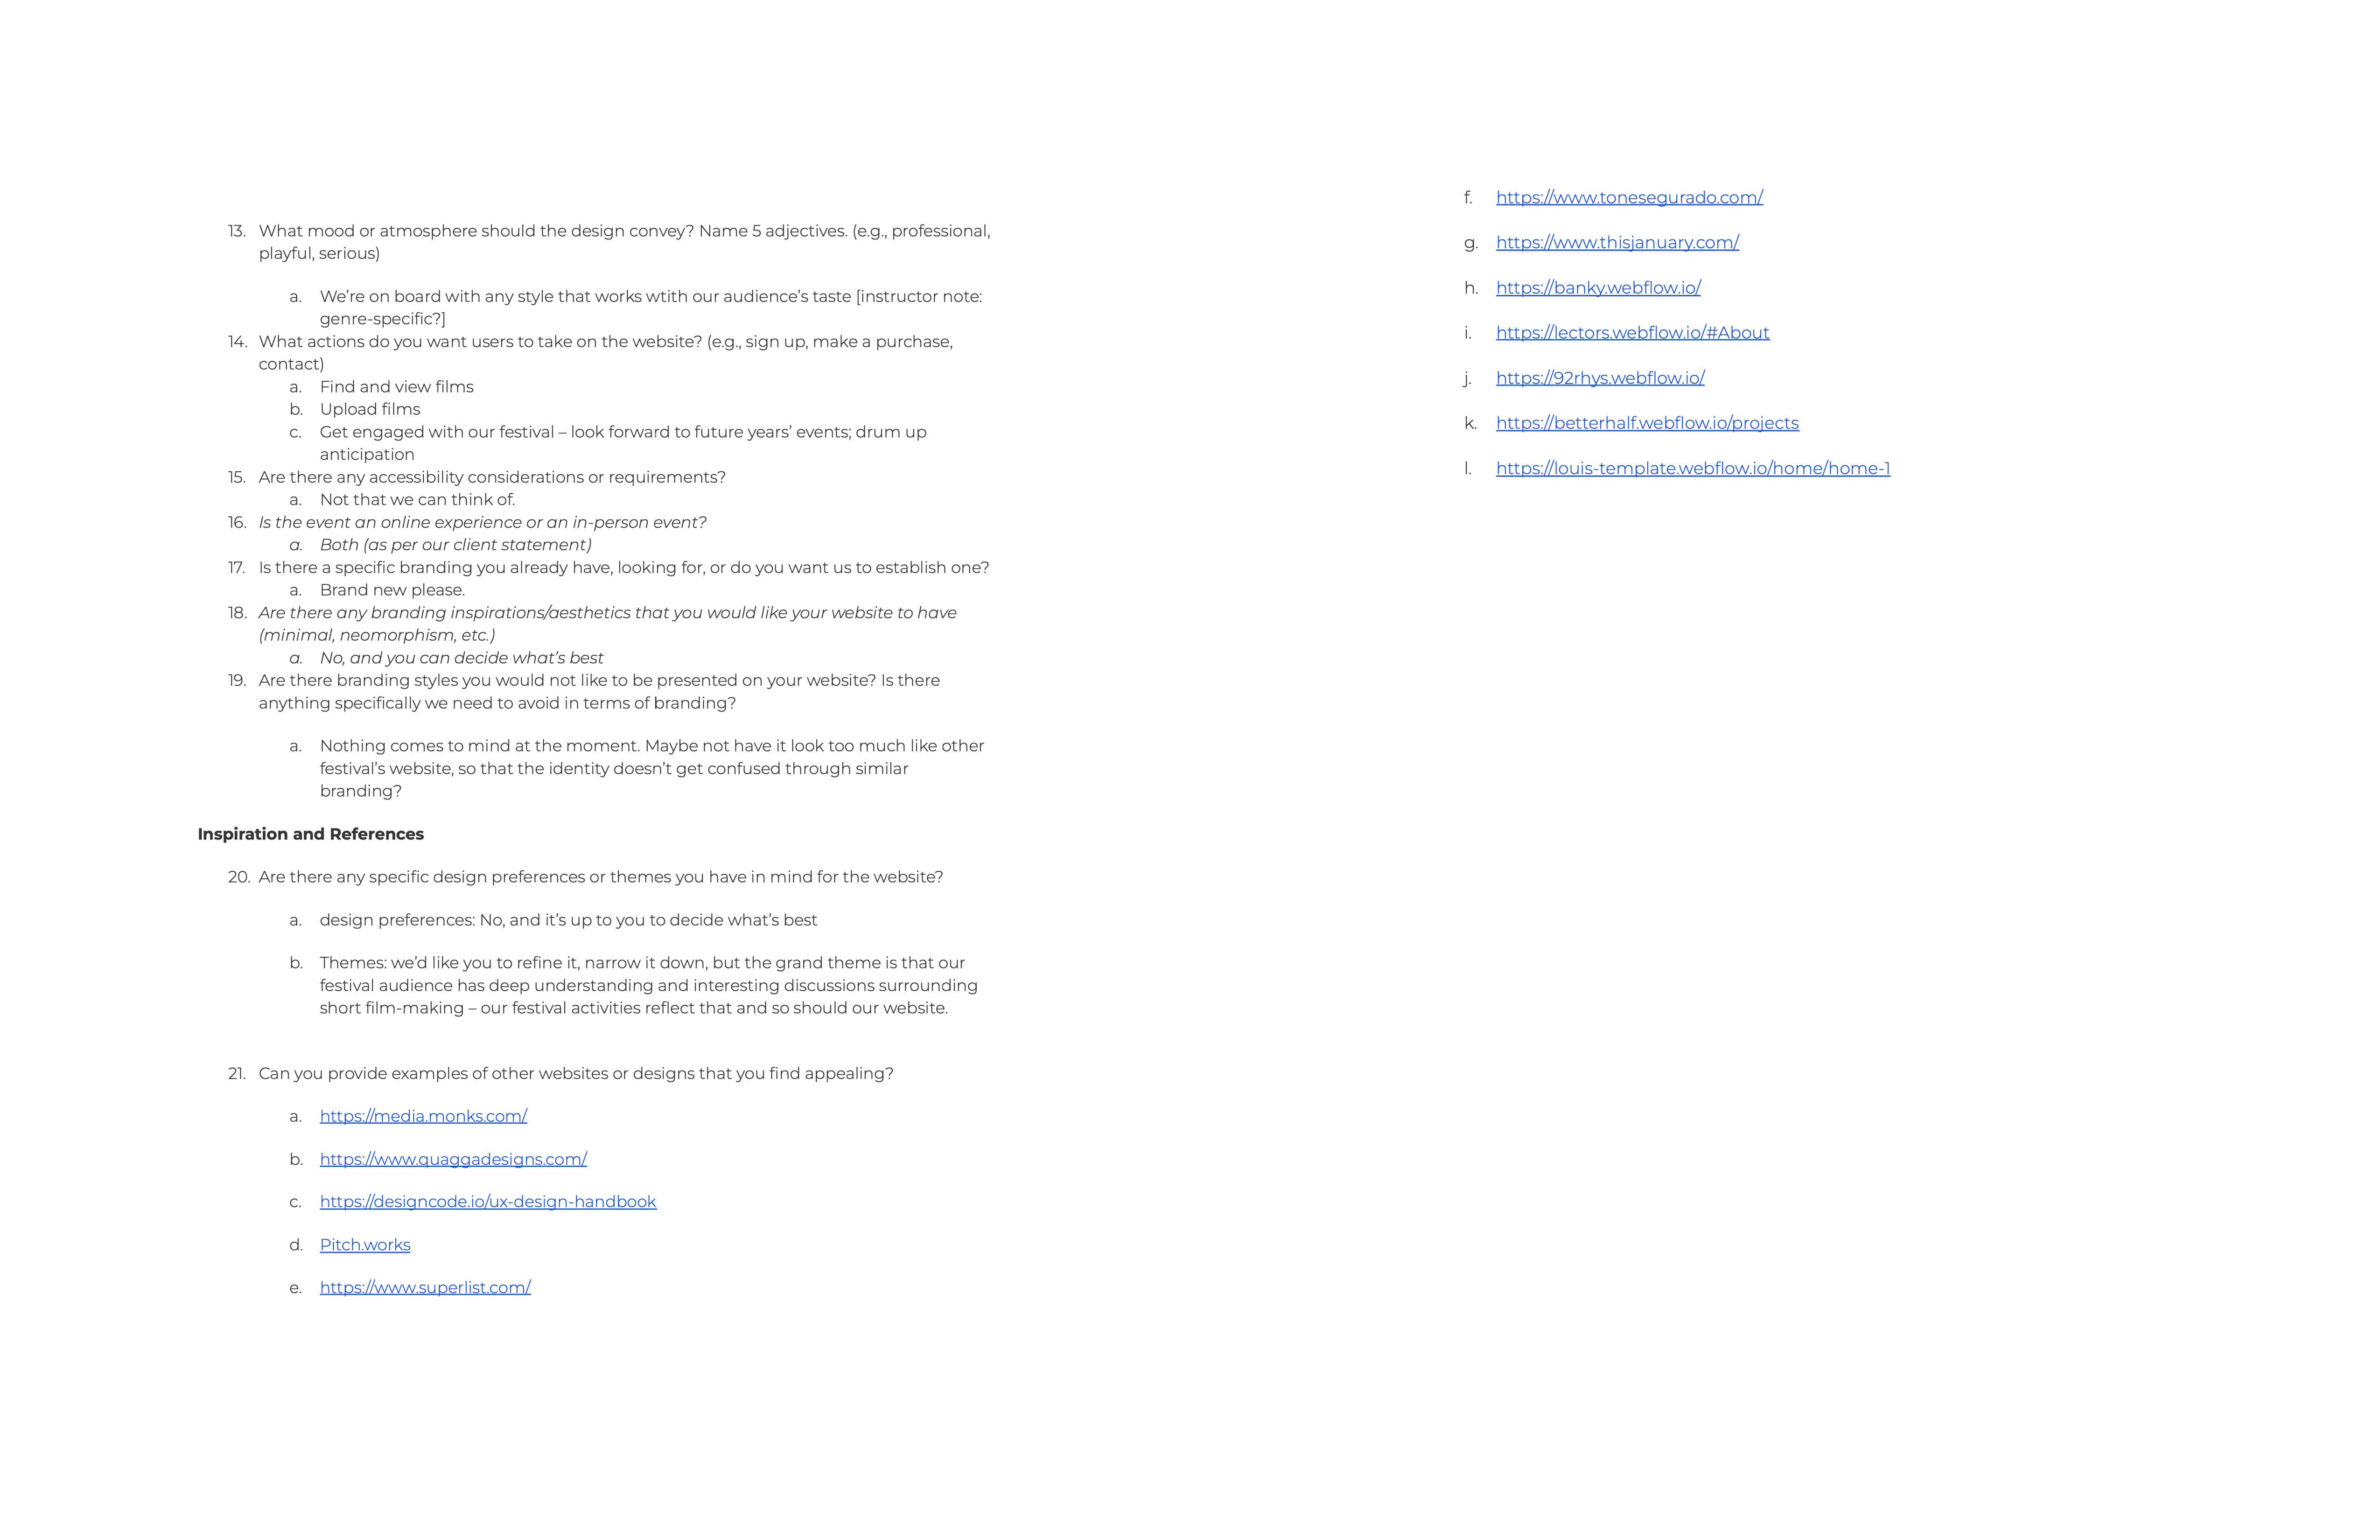 13. What mood or atmosphere should the design convey? Name 5 adjectives. (e.g., professional,
playful, serious)
a. We’re on board with any style that works wtith our audience’s taste [instructor note:
genre-specific?]
14. What actions do you want users to take on the website? (e.g., sign up, make a purchase,
contact)
a. Find and view films
b. Upload films
c. Get engaged with our festival – look forward to future years’ events; drum up
anticipation
15. Are there any accessibility considerations or requirements?
a. Not that we can think of.
16. Is the event an online experience or an in-person event?
a. Both (as per our client statement)
17. Is there a specific branding you already have, looking for, or do you want us to establish one?
a. Brand new please.
18. Are there any branding inspirations/aesthetics that you would like your website to have
(minimal, neomorphism, etc.)
a. No, and you can decide what’s best
19. Are there branding styles you would not like to be presented on your website? Is there
anything specifically we need to avoid in terms of branding?
a. Nothing comes to mind at the moment. Maybe not have it look too much like other
festival’s website, so that the identity doesn’t get confused through similar
branding?
Inspiration and References
20. Are there any specific design preferences or themes you have in mind for the website?
a. design preferences: No, and it’s up to you to decide what’s best
b. Themes: we’d like you to refine it, narrow it down, but the grand theme is that our
festival audience has deep understanding and interesting discussions surrounding
short film-making – our festival activities reflect that and so should our website.
21. Can you provide examples of other websites or designs that you find appealing?
a. https://media.monks.com/
b. https://www.quaggadesigns.com/
c. https://designcode.io/ux-design-handbook
d. Pitch.works
e. https://www.superlist.com/
f. https://www.tonesegurado.com/
g. https://www.thisjanuary.com/
h. https://banky.webflow.io/
i. https://lectors.webflow.io/#About
j. https://92rhys.webflow.io/
k. https://betterhalf.webflow.io/projects
l. https://louis-template.webflow.io/home/home-1